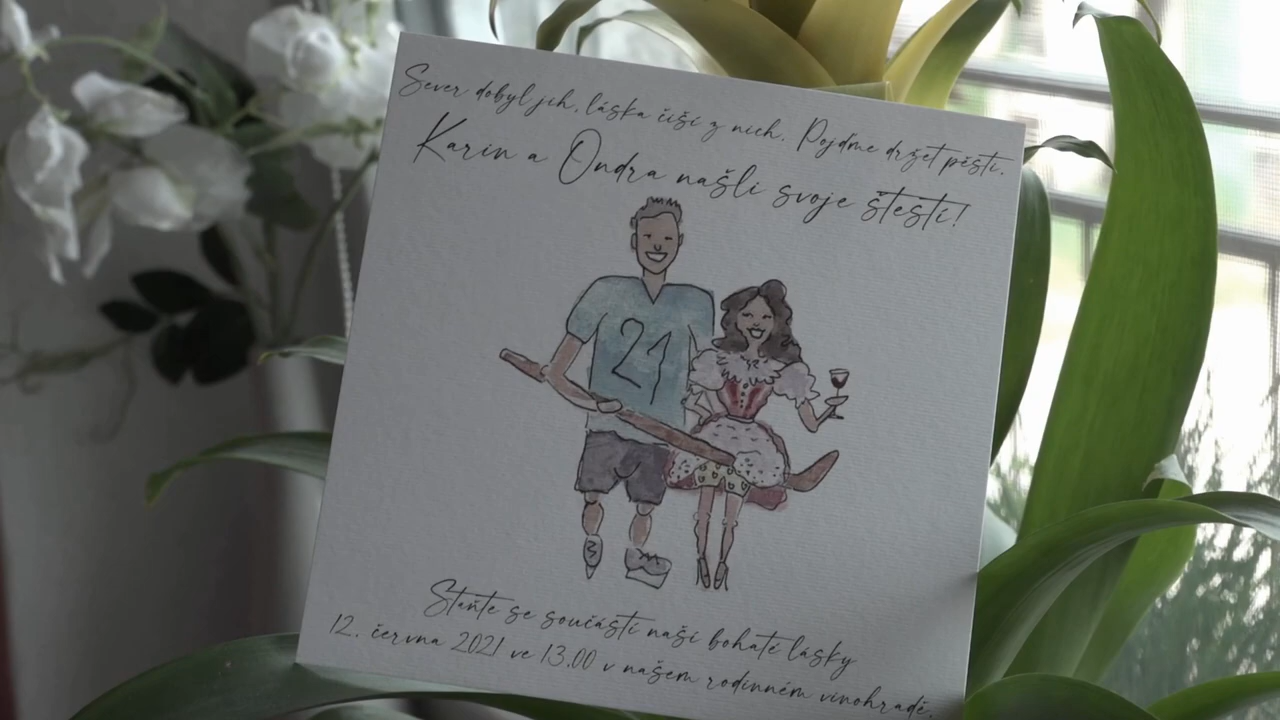 Sever dobyl jih, láska čiší z nich. Pojďme držet pěsti.
Karin a Ondra našli svoje štěstí!
21
Staňte se součástí naší bohaté lásky
12. června 2021 ve 13.00 v našem rodinném vinohradě.